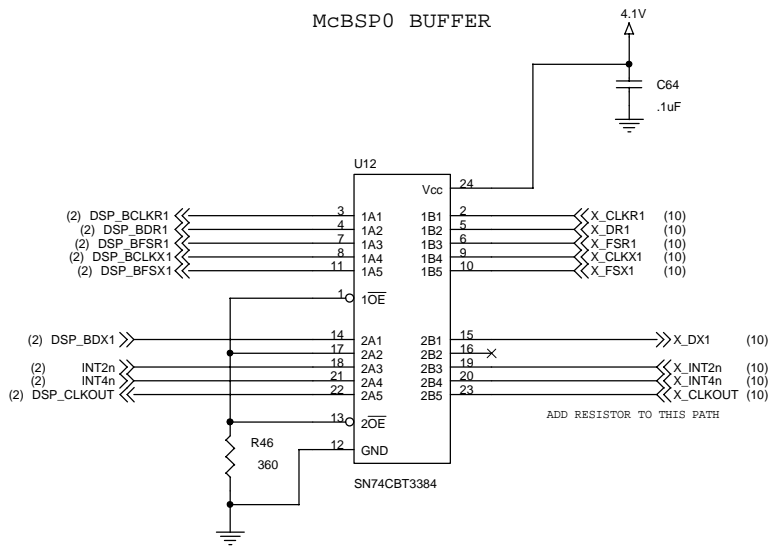 McBSP0 BUFFER
4.1V
C64
.1uF
U12
Vcc 24
(2) DSP_BCLKR1 3 1A1 1B1 2 X_CLKR1 (10)
(2) DSP_BDR1 4 1A2 1B2 5 X_DR1 (10)
(2) DSP_BFSR1 7 1A3 1B3 6 X_FSR1 (10)
(2) DSP_BCLKX1 8 1A4 1B4 9 X_CLKX1 (10)
(2) DSP_BFSX1 11 1A5 1B5 10 X_FSX1 (10)
1 1OE
(2) DSP_BDX1 14 2A1 2B1 15 X_DX1 (10)
17 2A2 2B2 16
(2) INT2n 18 2A3 2B3 19 X_INT2n (10)
(2) INT4n 21 2A4 2B4 20 X_INT4n (10)
(2) DSP_CLKOUT 22 2A5 2B5 23 X_CLKOUT (10)
ADD RESISTOR TO THIS PATH
13 2OE
R46
360
12 GND
SN74CBT3384